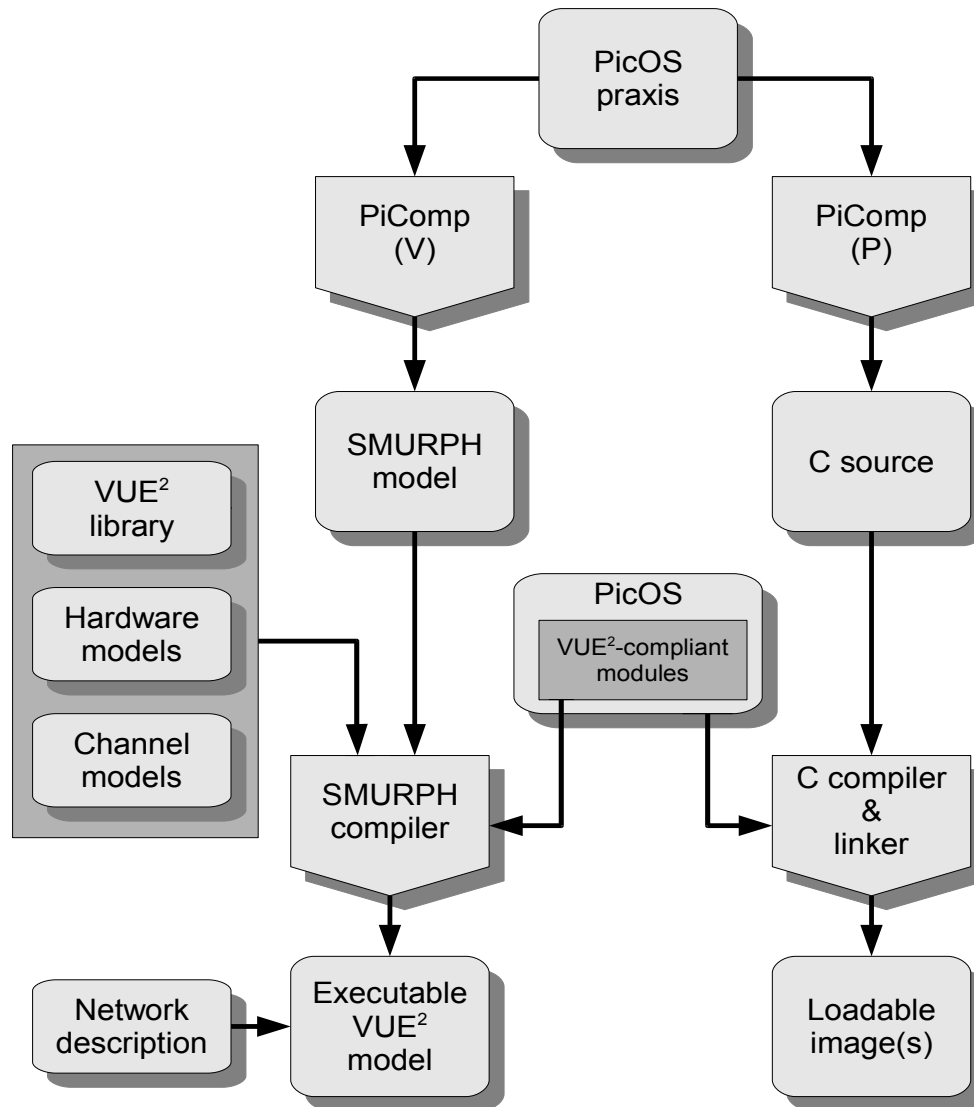 PicOS
praxis
PiComp
(V)
PiComp
(P)
SMURPH
model
C source
VUE²
library
Hardware
models
Channel
models
PicOS
VUE²-compliant
modules
SMURPH
compiler
C compiler
&
linker
Network
description
Executable
VUE²
model
Loadable
image(s)